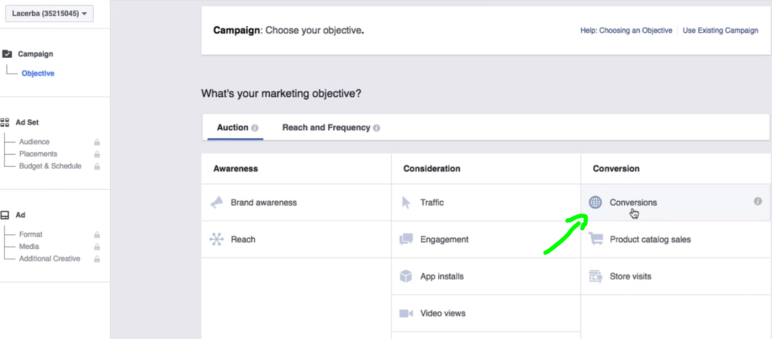 Lacerba (35215045)
Campaign
Objective
Ad Set
Audience
Placements
Budget & Schedule
Ad
Format
Media
Additional Creative
Campaign: Choose your objective.
Help: Choosing an Objective
Use Existing Campaign
What's your marketing objective?
Auction
Reach and Frequency
Awareness
Consideration
Conversion
Brand awareness
Traffic
Conversions
Reach
Engagement
Product catalog sales
App installs
Store visits
Video views